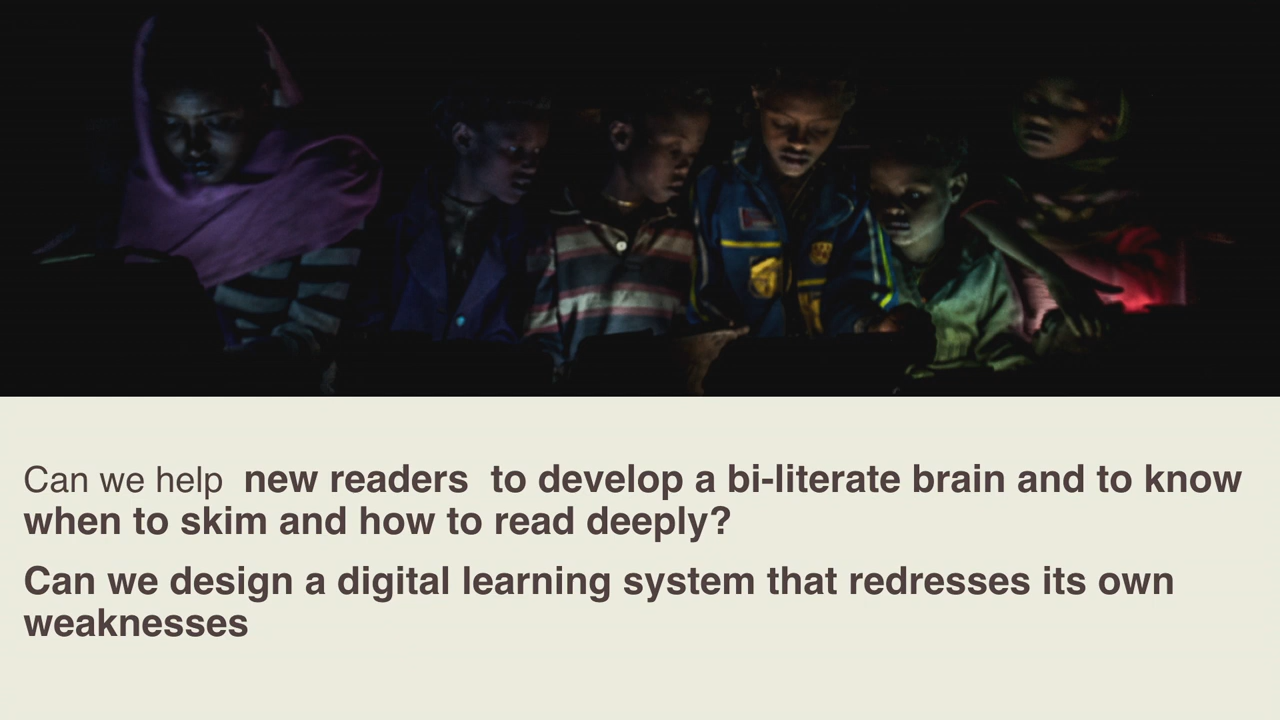 Can we help  new readers  to develop a bi-literate brain and to know
when to skim and how to read deeply?
Can we design a digital learning system that redresses its own
weaknesses